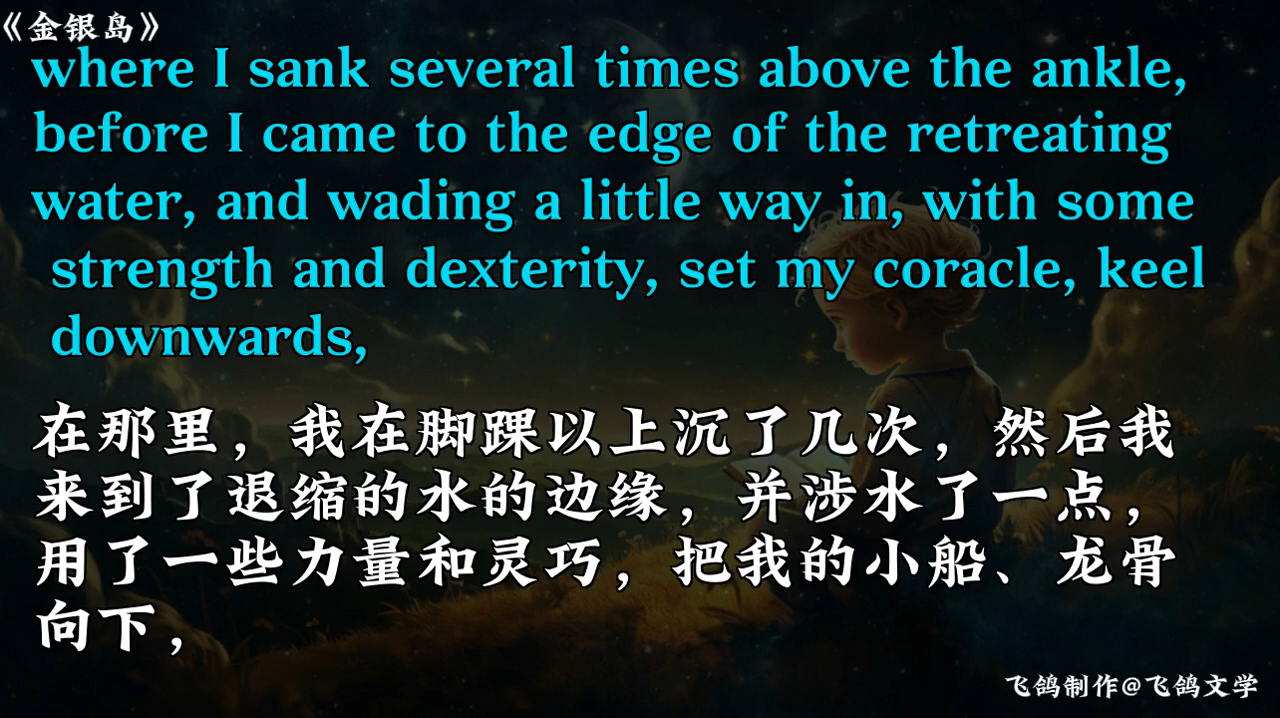 《金银岛》
where I sank several times above the ankle,
before I came to the edge of the retreating
water, and wading a little way in, with some
strength and dexterity, set my coracle, keel
downwards,
在那里，我在脚踝以上沉了几次，然后我
来到了退缩的水的边缘，并涉水了一点，
用了一些力量和灵巧，把我的小船、龙骨
向下，
飞鸽制作@飞鸽文学